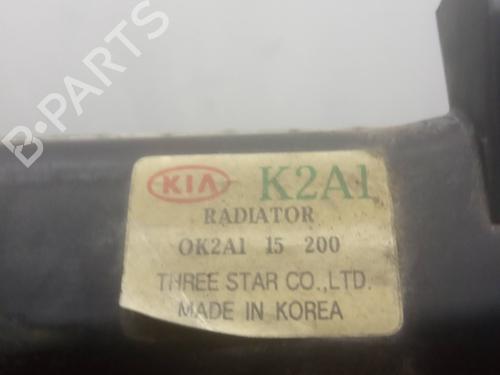 B-PARTS
KIA K2A1
RADIATOR
OK2A1 15 200
THREE STAR CO.,LTD.
MADE IN KOREA